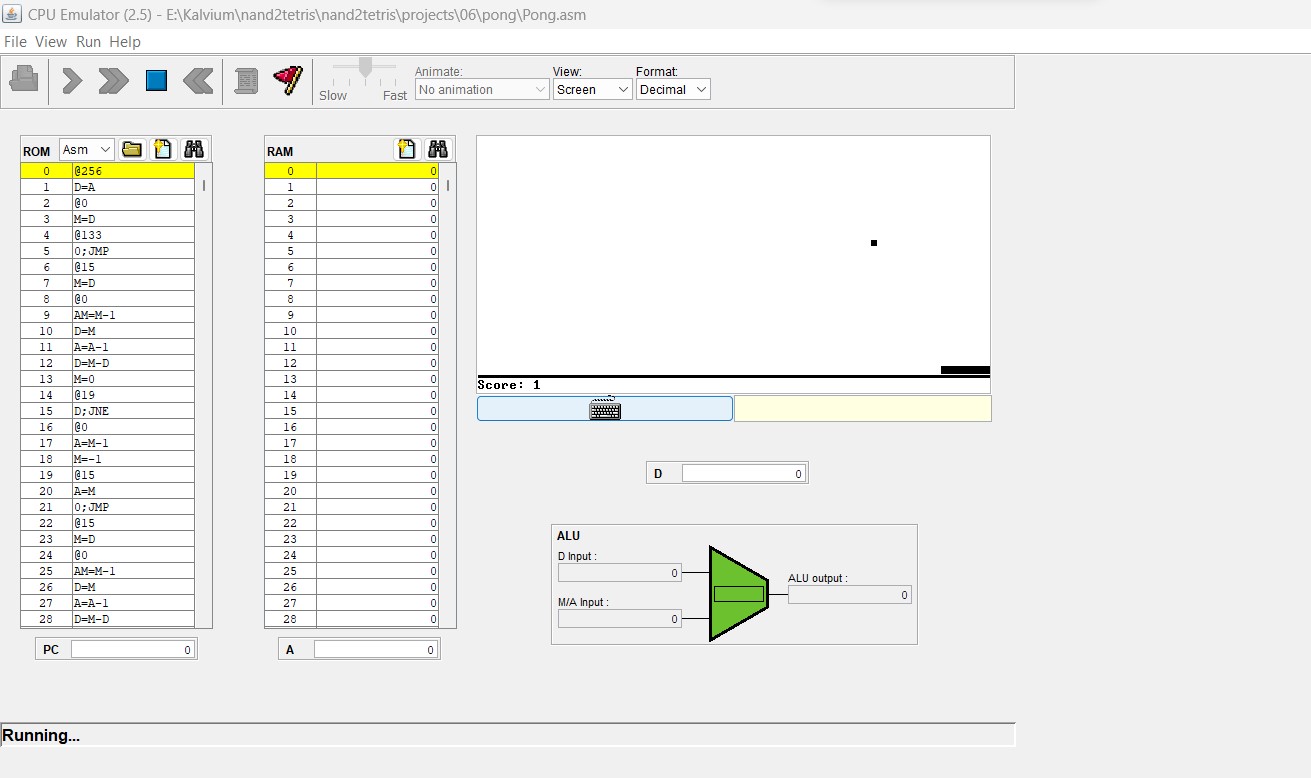 CPU Emulator (2.5) - E:\Kalvium\nand2tetris\nand2tetris\projects\06\pong\Pong.asm
File View Run Help
Slow Fast
Animate:
No animation
View:
Screen
Format:
Decimal
ROM Asm
0 @256
1 D=A
2 @0
3 M=D
4 @133
5 0;JMP
6 @15
7 M=D
8 @0
9 AM=M-1
10 D=M
11 A=A-1
12 D=M-D
13 M=0
14 @19
15 D;JNE
16 @0
17 A=M-1
18 M=-1
19 @15
20 A=M
21 0;JMP
22 @15
23 M=D
24 @0
25 AM=M-1
26 D=M
27 A=A-1
28 D=M-D
PC 0
RAM
0 0
1 0
2 0
3 0
4 0
5 0
6 0
7 0
8 0
9 0
10 0
11 0
12 0
13 0
14 0
15 0
16 0
17 0
18 0
19 0
20 0
21 0
22 0
23 0
24 0
25 0
26 0
27 0
28 0
A 0
Score: 1
D 0
ALU
D Input :
0
M/A Input :
0
ALU output :
0
Running...